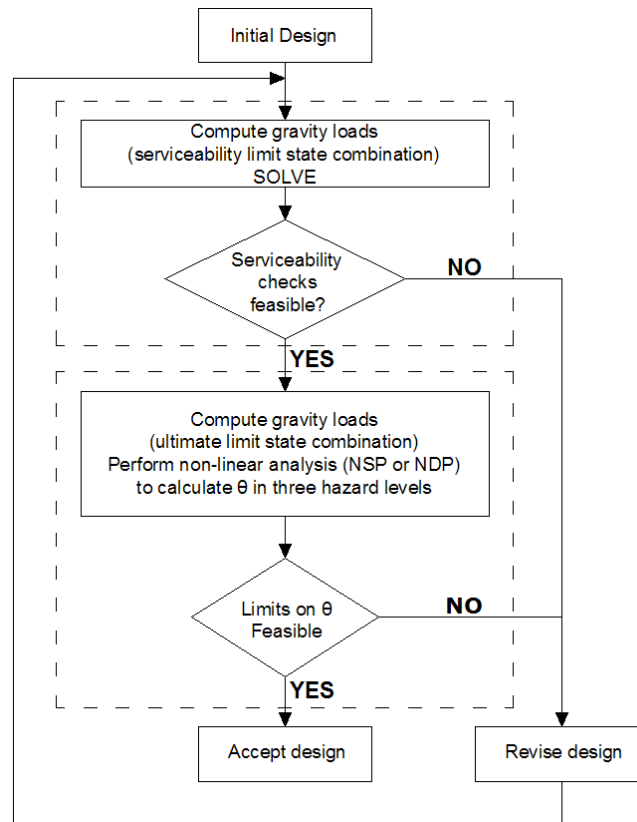 Initial Design
Compute gravity loads
(serviceability limit state combination)
SOLVE
Serviceability
checks
feasible?
NO
YES
Compute gravity loads
(ultimate limit state combination)
Perform non-linear analysis (NSP or NDP)
to calculate θ in three hazard levels
Limits on θ
Feasible
NO
YES
Accept design
Revise design